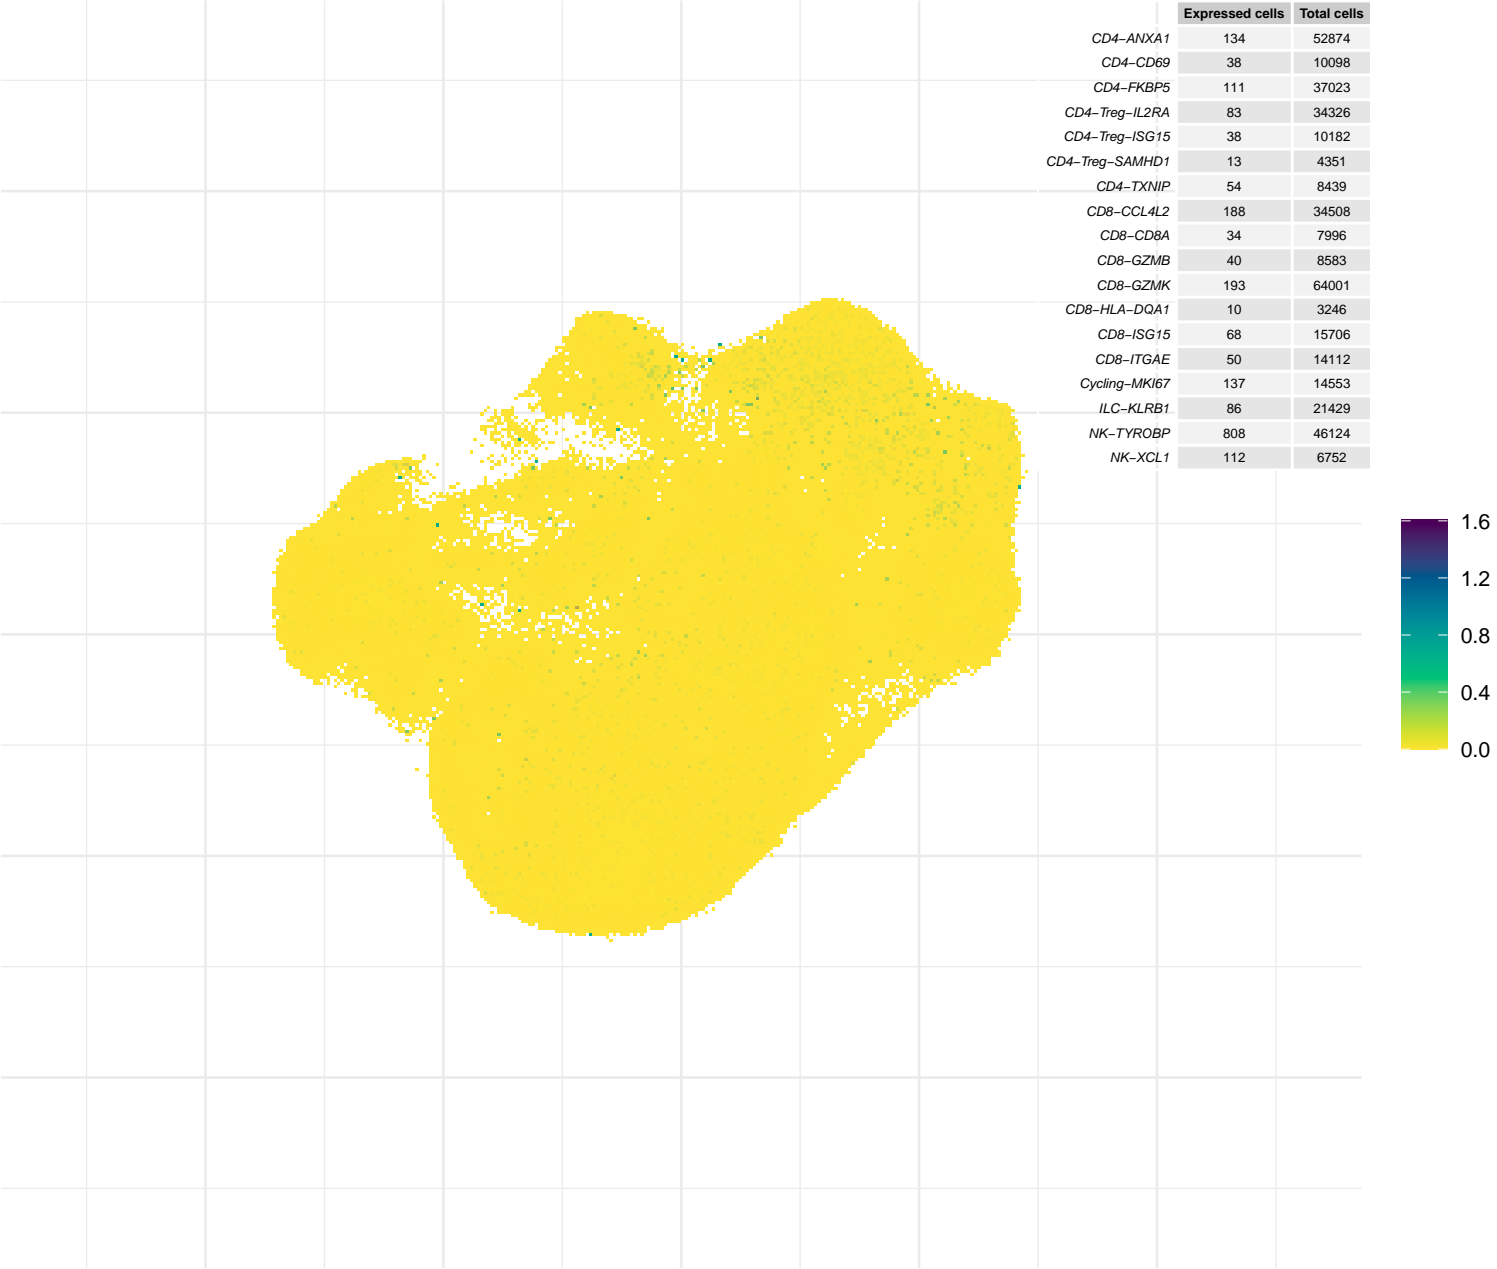 Expressed cells Total cells
CD4−ANXA1 134 52874
CD4−CD69 38 10098
CD4−FKBP5 111 37023
CD4−Treg−IL2RA 83 34326
CD4−Treg−ISG15 38 10182
CD4−Treg−SAMHD1 13 4351
CD4−TXNIP 54 8439
CD8−CCL4L2 188 34508
CD8−CD8A 34 7996
CD8−GZMB 40 8583
CD8−GZMK 193 64001
CD8−HLA−DQA1 10 3246
CD8−ISG15 68 15706
CD8−ITGAE 50 14112
Cycling−MKI67 137 14553
ILC−KLRB1 86 21429
NK−TYROBP 808 46124
NK−XCL1 112 6752
1.6
1.2
0.8
0.4
0.0